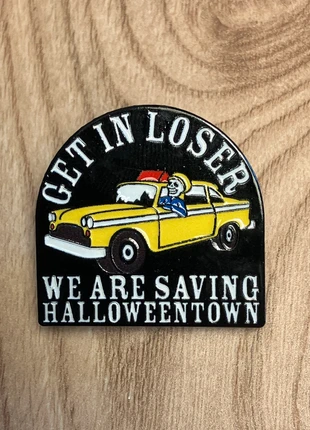 GET IN LOSER
WE ARE SAVING
HALLOWEENTOWN